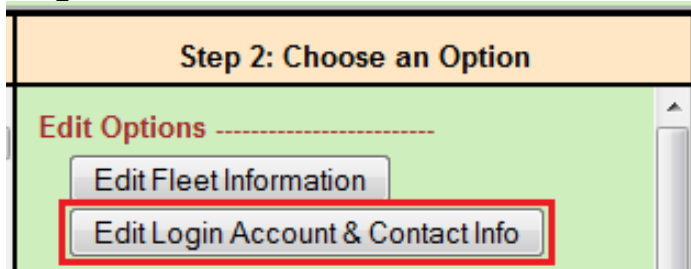 Step 2: Choose an Option
Edit Options -------------------------
Edit Fleet Information
Edit Login Account & Contact Info